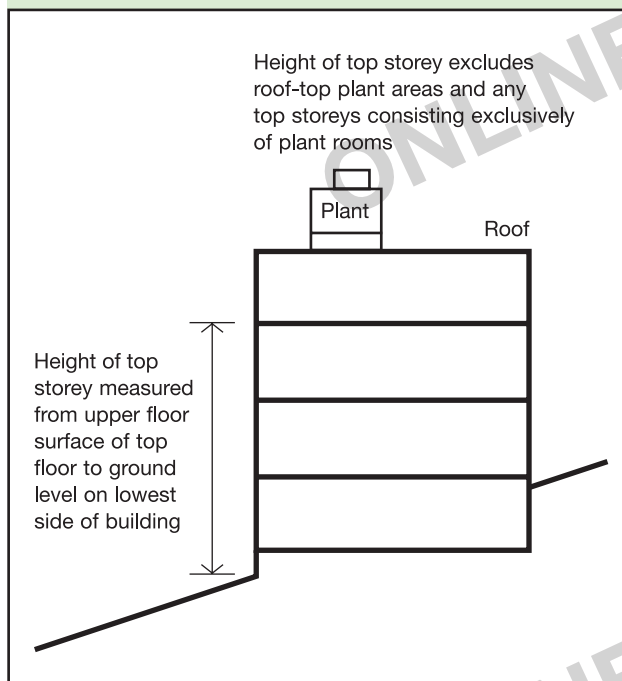 Height of top storey excludes
roof-top plant areas and any
top storeys consisting exclusively
of plant rooms
Plant
Roof
Height of top
storey measured
from upper floor
surface of top
floor to ground
level on lowest
side of building
ONLINE
ONLINE